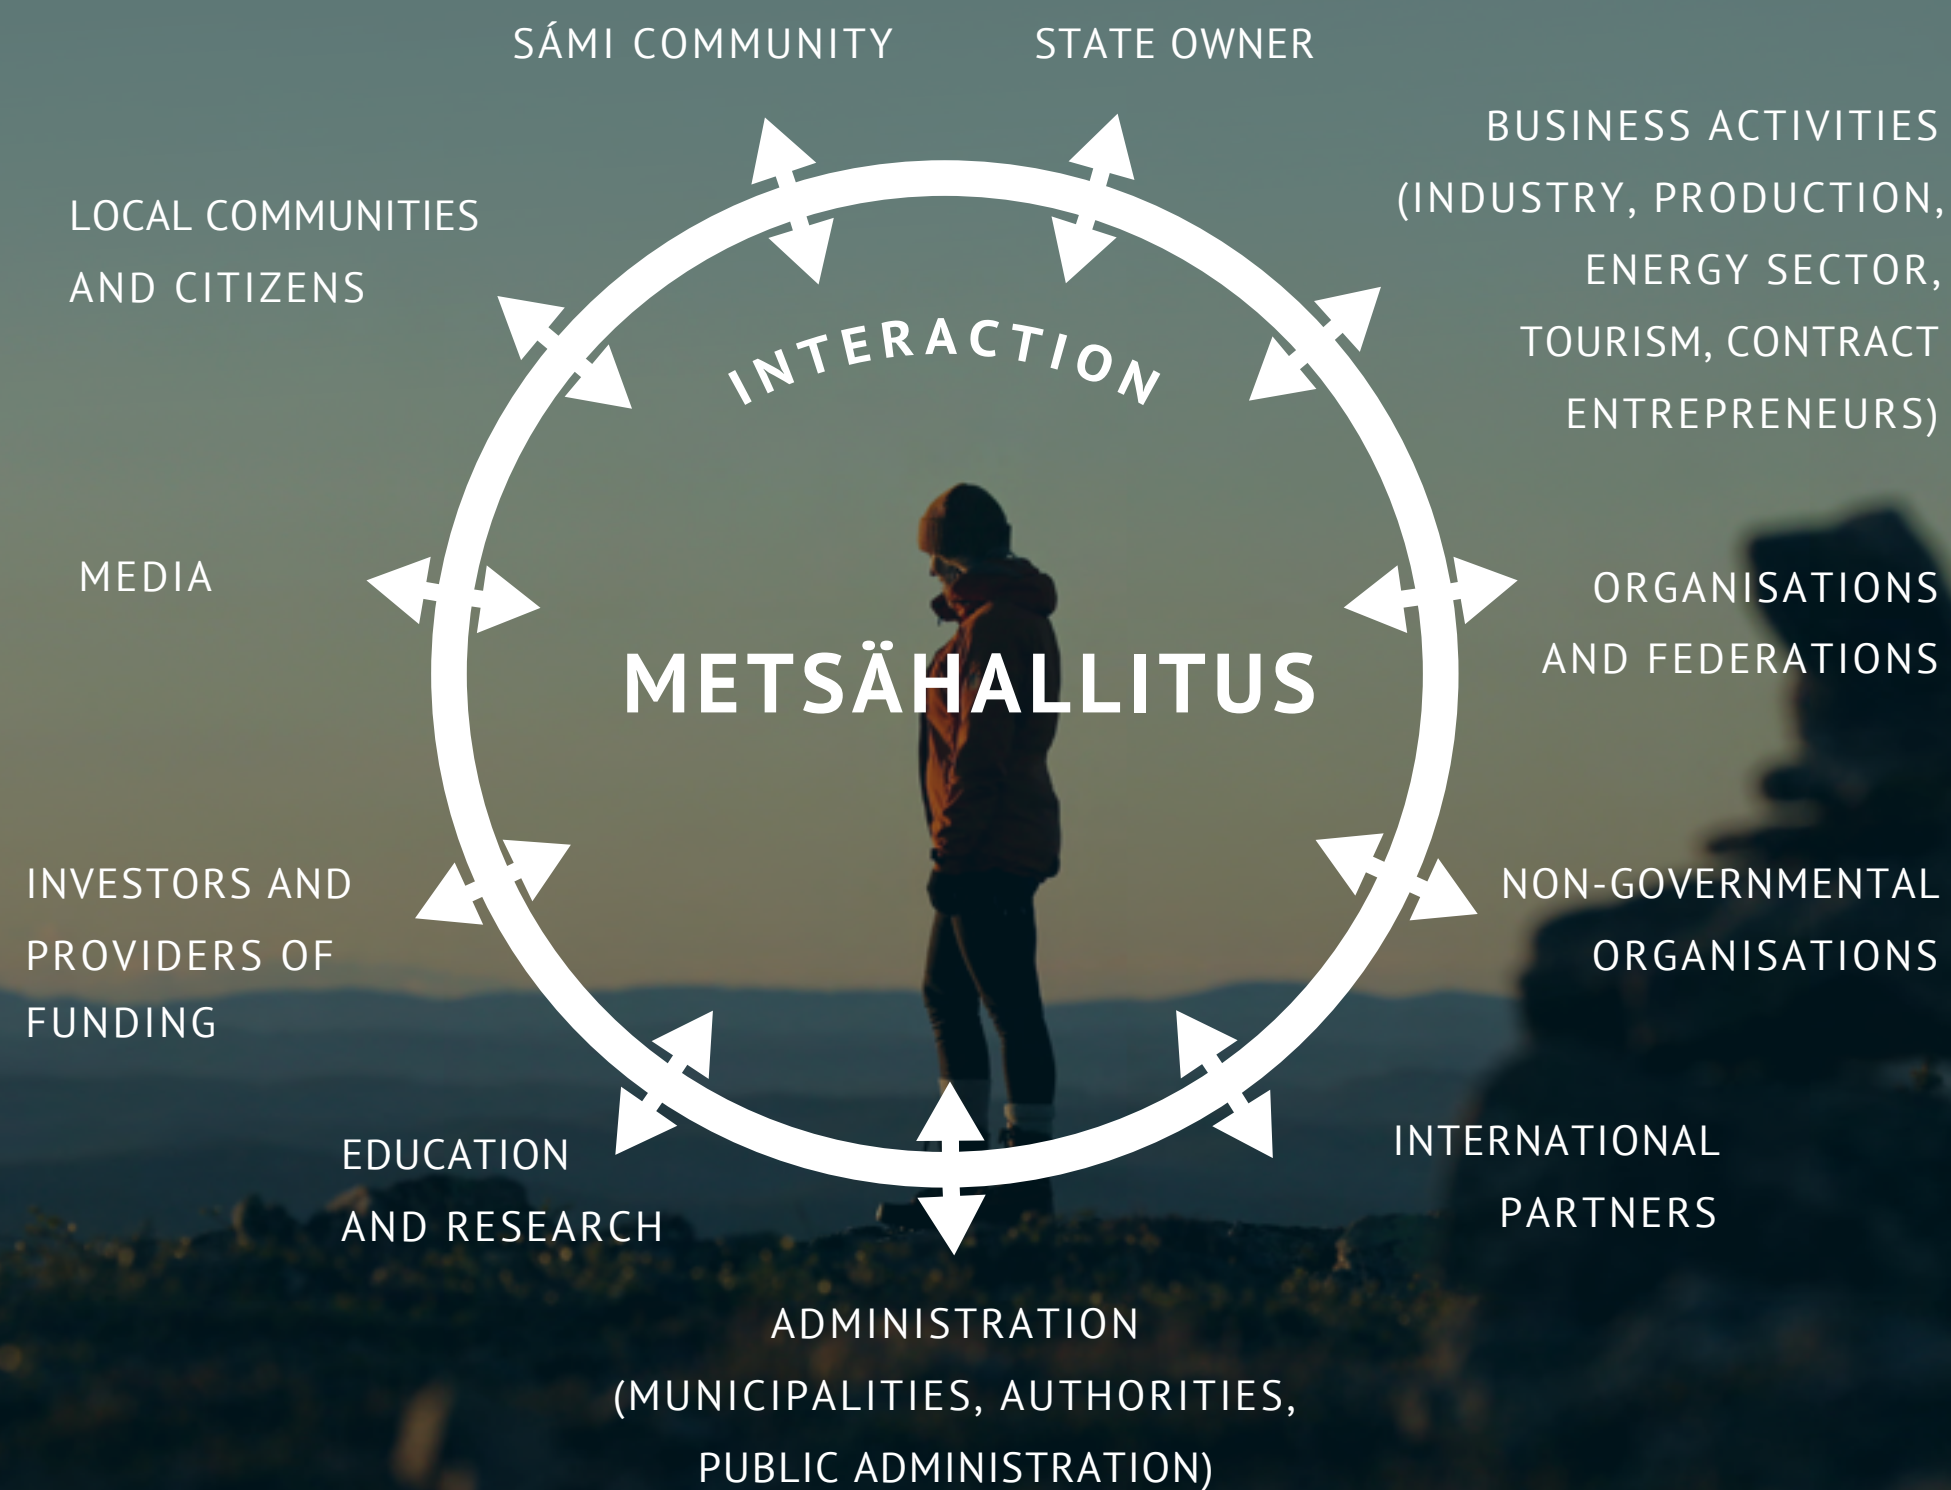 SÁMI COMMUNITY
STATE OWNER
BUSINESS ACTIVITIES
(INDUSTRY, PRODUCTION,
ENERGY SECTOR,
TOURISM, CONTRACT
ENTREPRENEURS)
ORGANISATIONS
AND FEDERATIONS
NON-GOVERNMENTAL
ORGANISATIONS
INTERNATIONAL
PARTNERS
ADMINISTRATION
(MUNICIPALITIES, AUTHORITIES,
PUBLIC ADMINISTRATION)
EDUCATION
AND RESEARCH
INVESTORS AND
PROVIDERS OF
FUNDING
MEDIA
LOCAL COMMUNITIES
AND CITIZENS
INTERACTION
METSÄHALLITUS